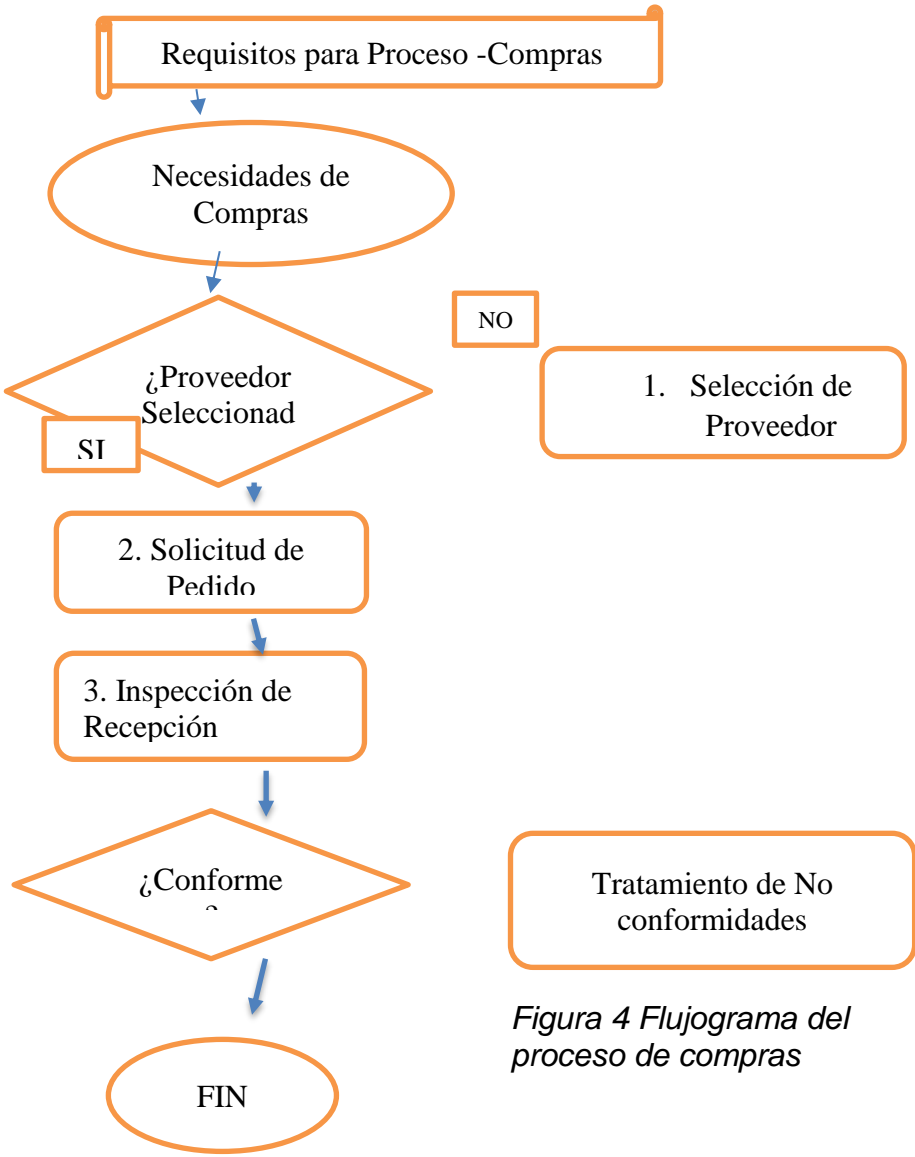 Requisitos para Proceso -Compras
Necesidades de
Compras
NO
¿Proveedor
Seleccionad
SI
1. Selección de
Proveedor
2. Solicitud de
Pedido
3. Inspección de
Recepción
¿Conforme
?
Tratamiento de No
conformidades
Figura 4 Flujograma del
proceso de compras
FIN